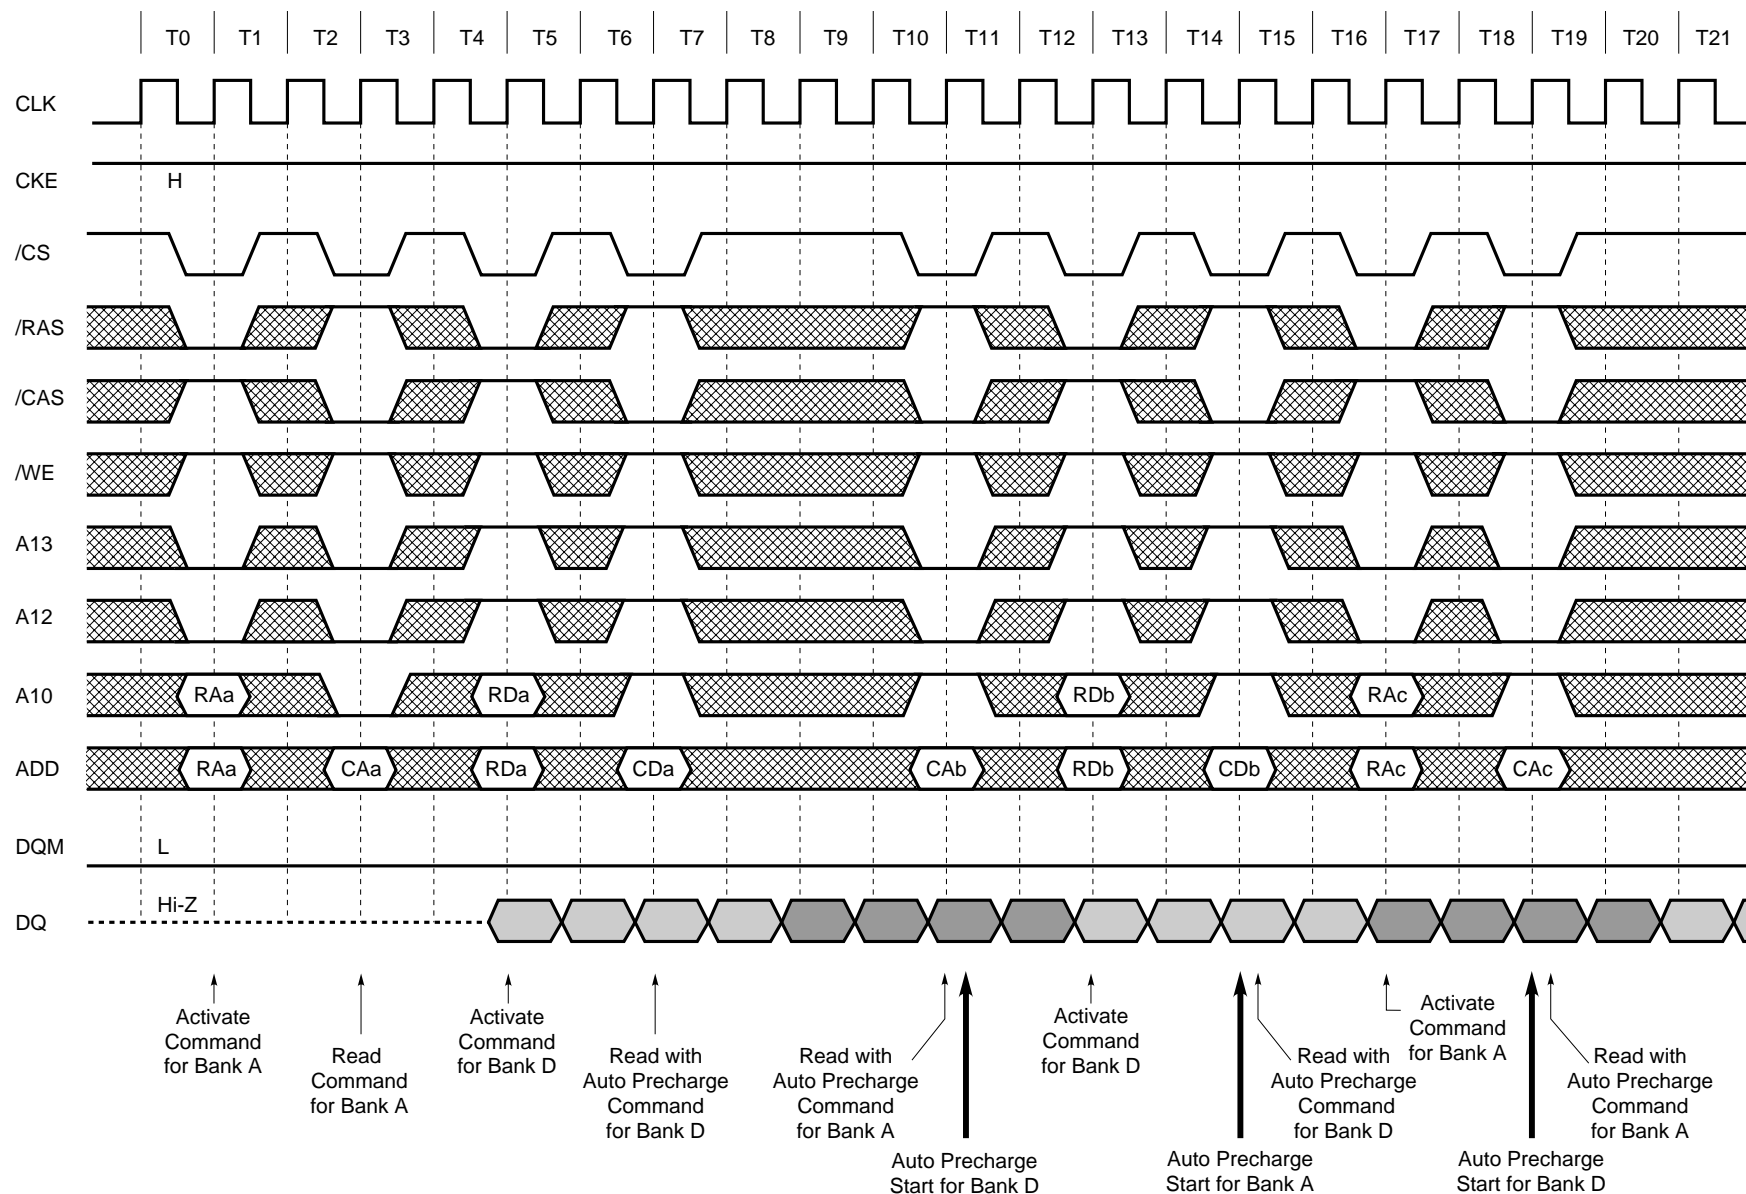 T0 T1 T2 T3 T4 T5 T6 T7 T8 T9 T10 T11 T12 T13 T14 T15 T16 T17 T18 T19 T20 T21
CLK
CKE H
/CS
/RAS
/CAS
/WE
A13
A12
A10 RAa RDa RDb RAc
ADD RAa CAa RDa CDa CAb RDb CDb RAc CAc
DQM L
DQ Hi-Z
Activate
Command
for Bank A
Read
Command
for Bank A
Activate
Command
for Bank D
Read with
Auto Precharge
Command
for Bank D
Read with
Auto Precharge
Command
for Bank A
Auto Precharge
Start for Bank D
Activate
Command
for Bank D
Auto Precharge
Start for Bank A
Read with
Auto Precharge
Command
for Bank D
Activate
Command
for Bank A
Auto Precharge
Start for Bank D
Read with
Auto Precharge
Command
for Bank A